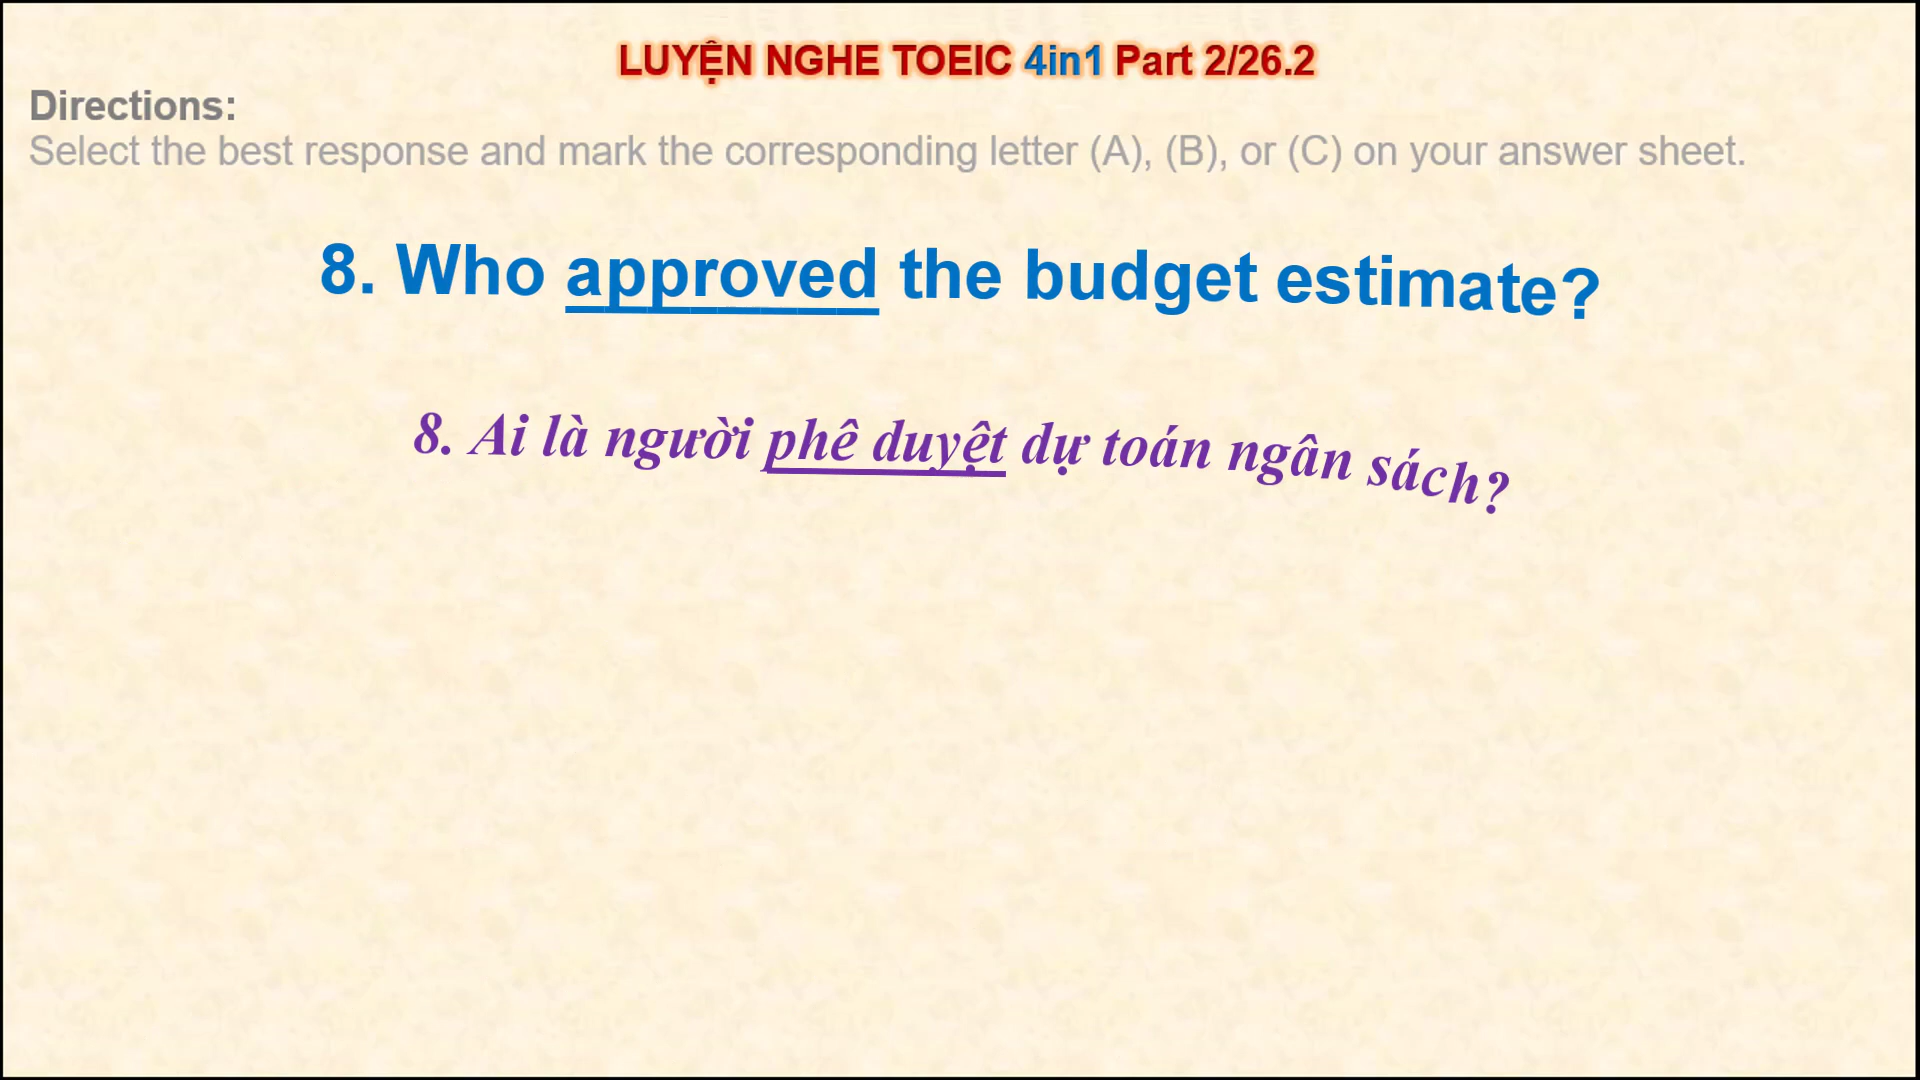 LUYỆN NGHE TOEIC 4in1 Part 2/26.2
Directions:
Select the best response and mark the corresponding letter (A), (B), or (C) on your answer sheet.
8. Who approved the budget estimate?
8. Ai là người phê duyệt dự toán ngân sách?